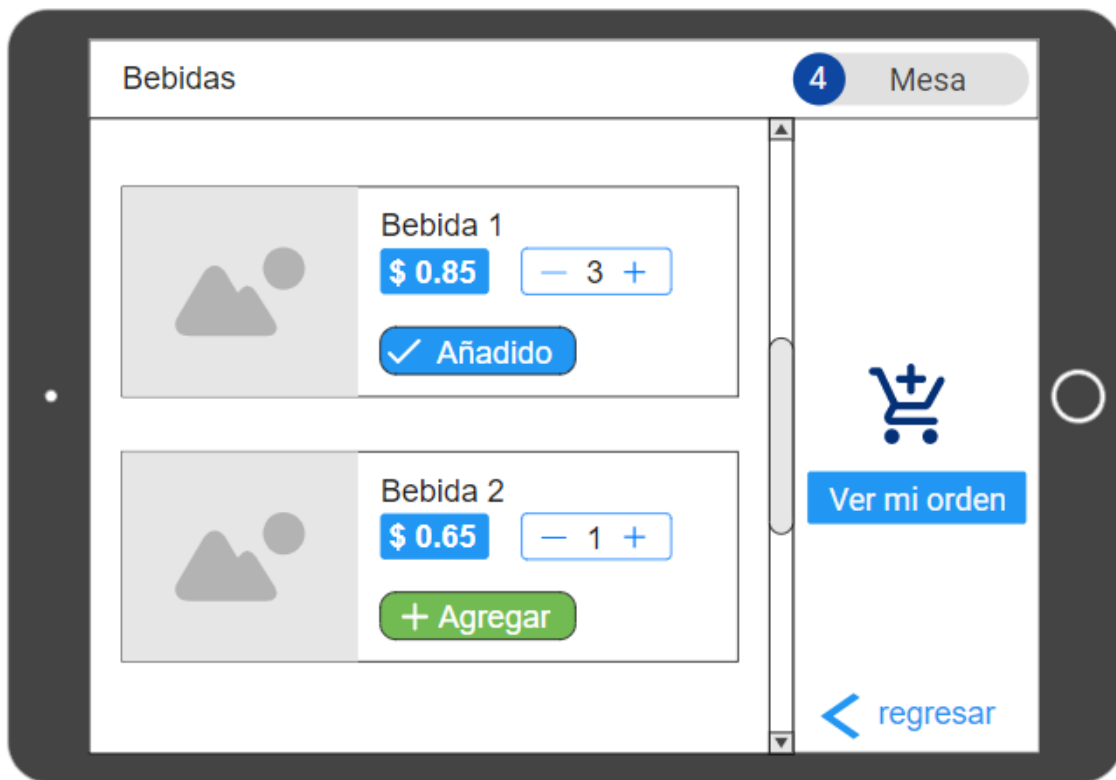 Bebidas
4 Mesa
Bebida 1
$ 0.85 — 3 +
Añadido
Bebida 2
$ 0.65 — 1 +
+ Agregar
Ver mi orden
regresar